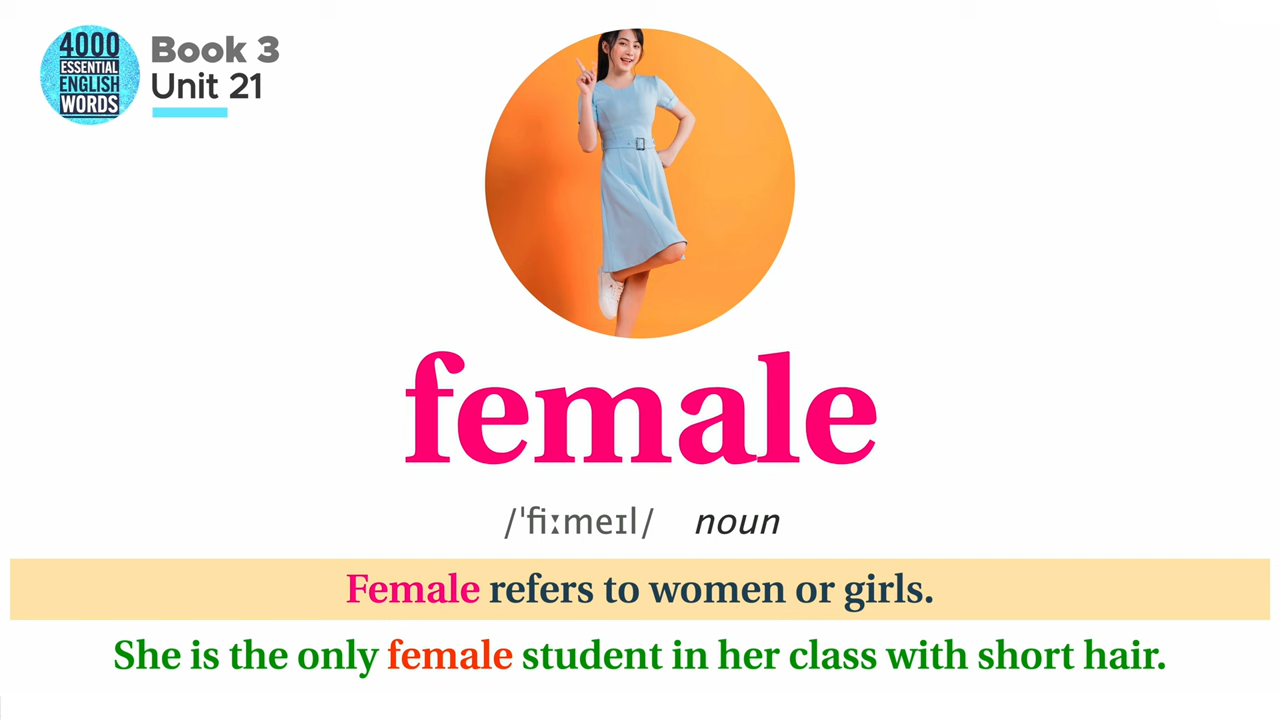 4000
ESSENTIAL
ENGLISH
WORDS
Book 3
Unit 21
female
/ˈfiːmeɪl/ noun
Female refers to women or girls.
She is the only female student in her class with short hair.